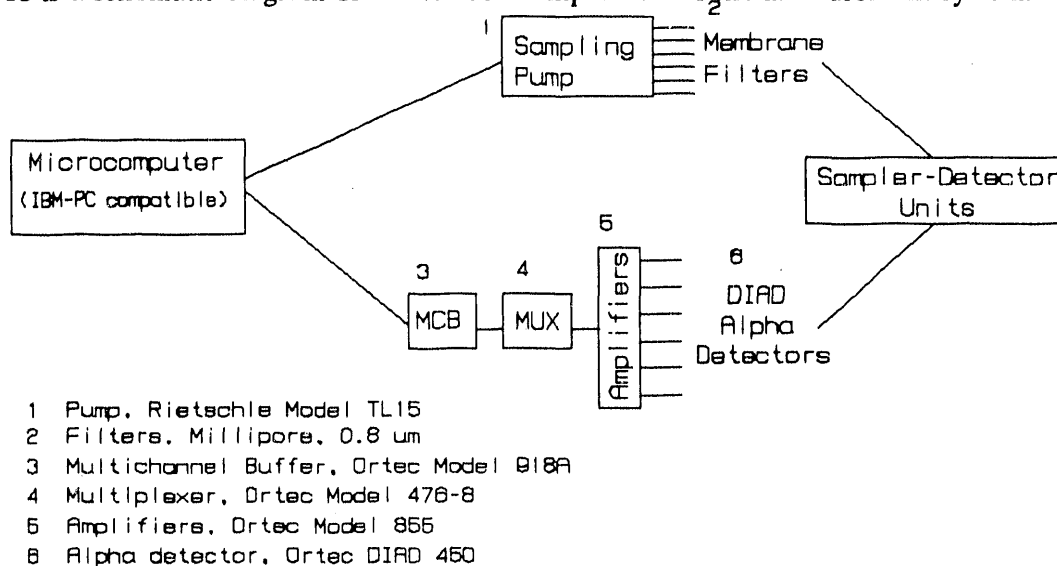 1
2
Sampling
Pump
Membrane
Filters
Microcomputer
(IBM-PC compatible)
Sampler-Detector
Units
3
4
5
6
MCB
MUX
Amplifiers
DIAD
Alpha
Detectors
1 Pump, Rietschle Model TL15
2 Filters, Millipore, 0.8 um
3 Multichannel Buffer, Ortec Model 918A
4 Multiplexer, Ortec Model 476-8
5 Amplifiers, Ortec Model 855
6 Alpha detector, Ortec DIAD 450